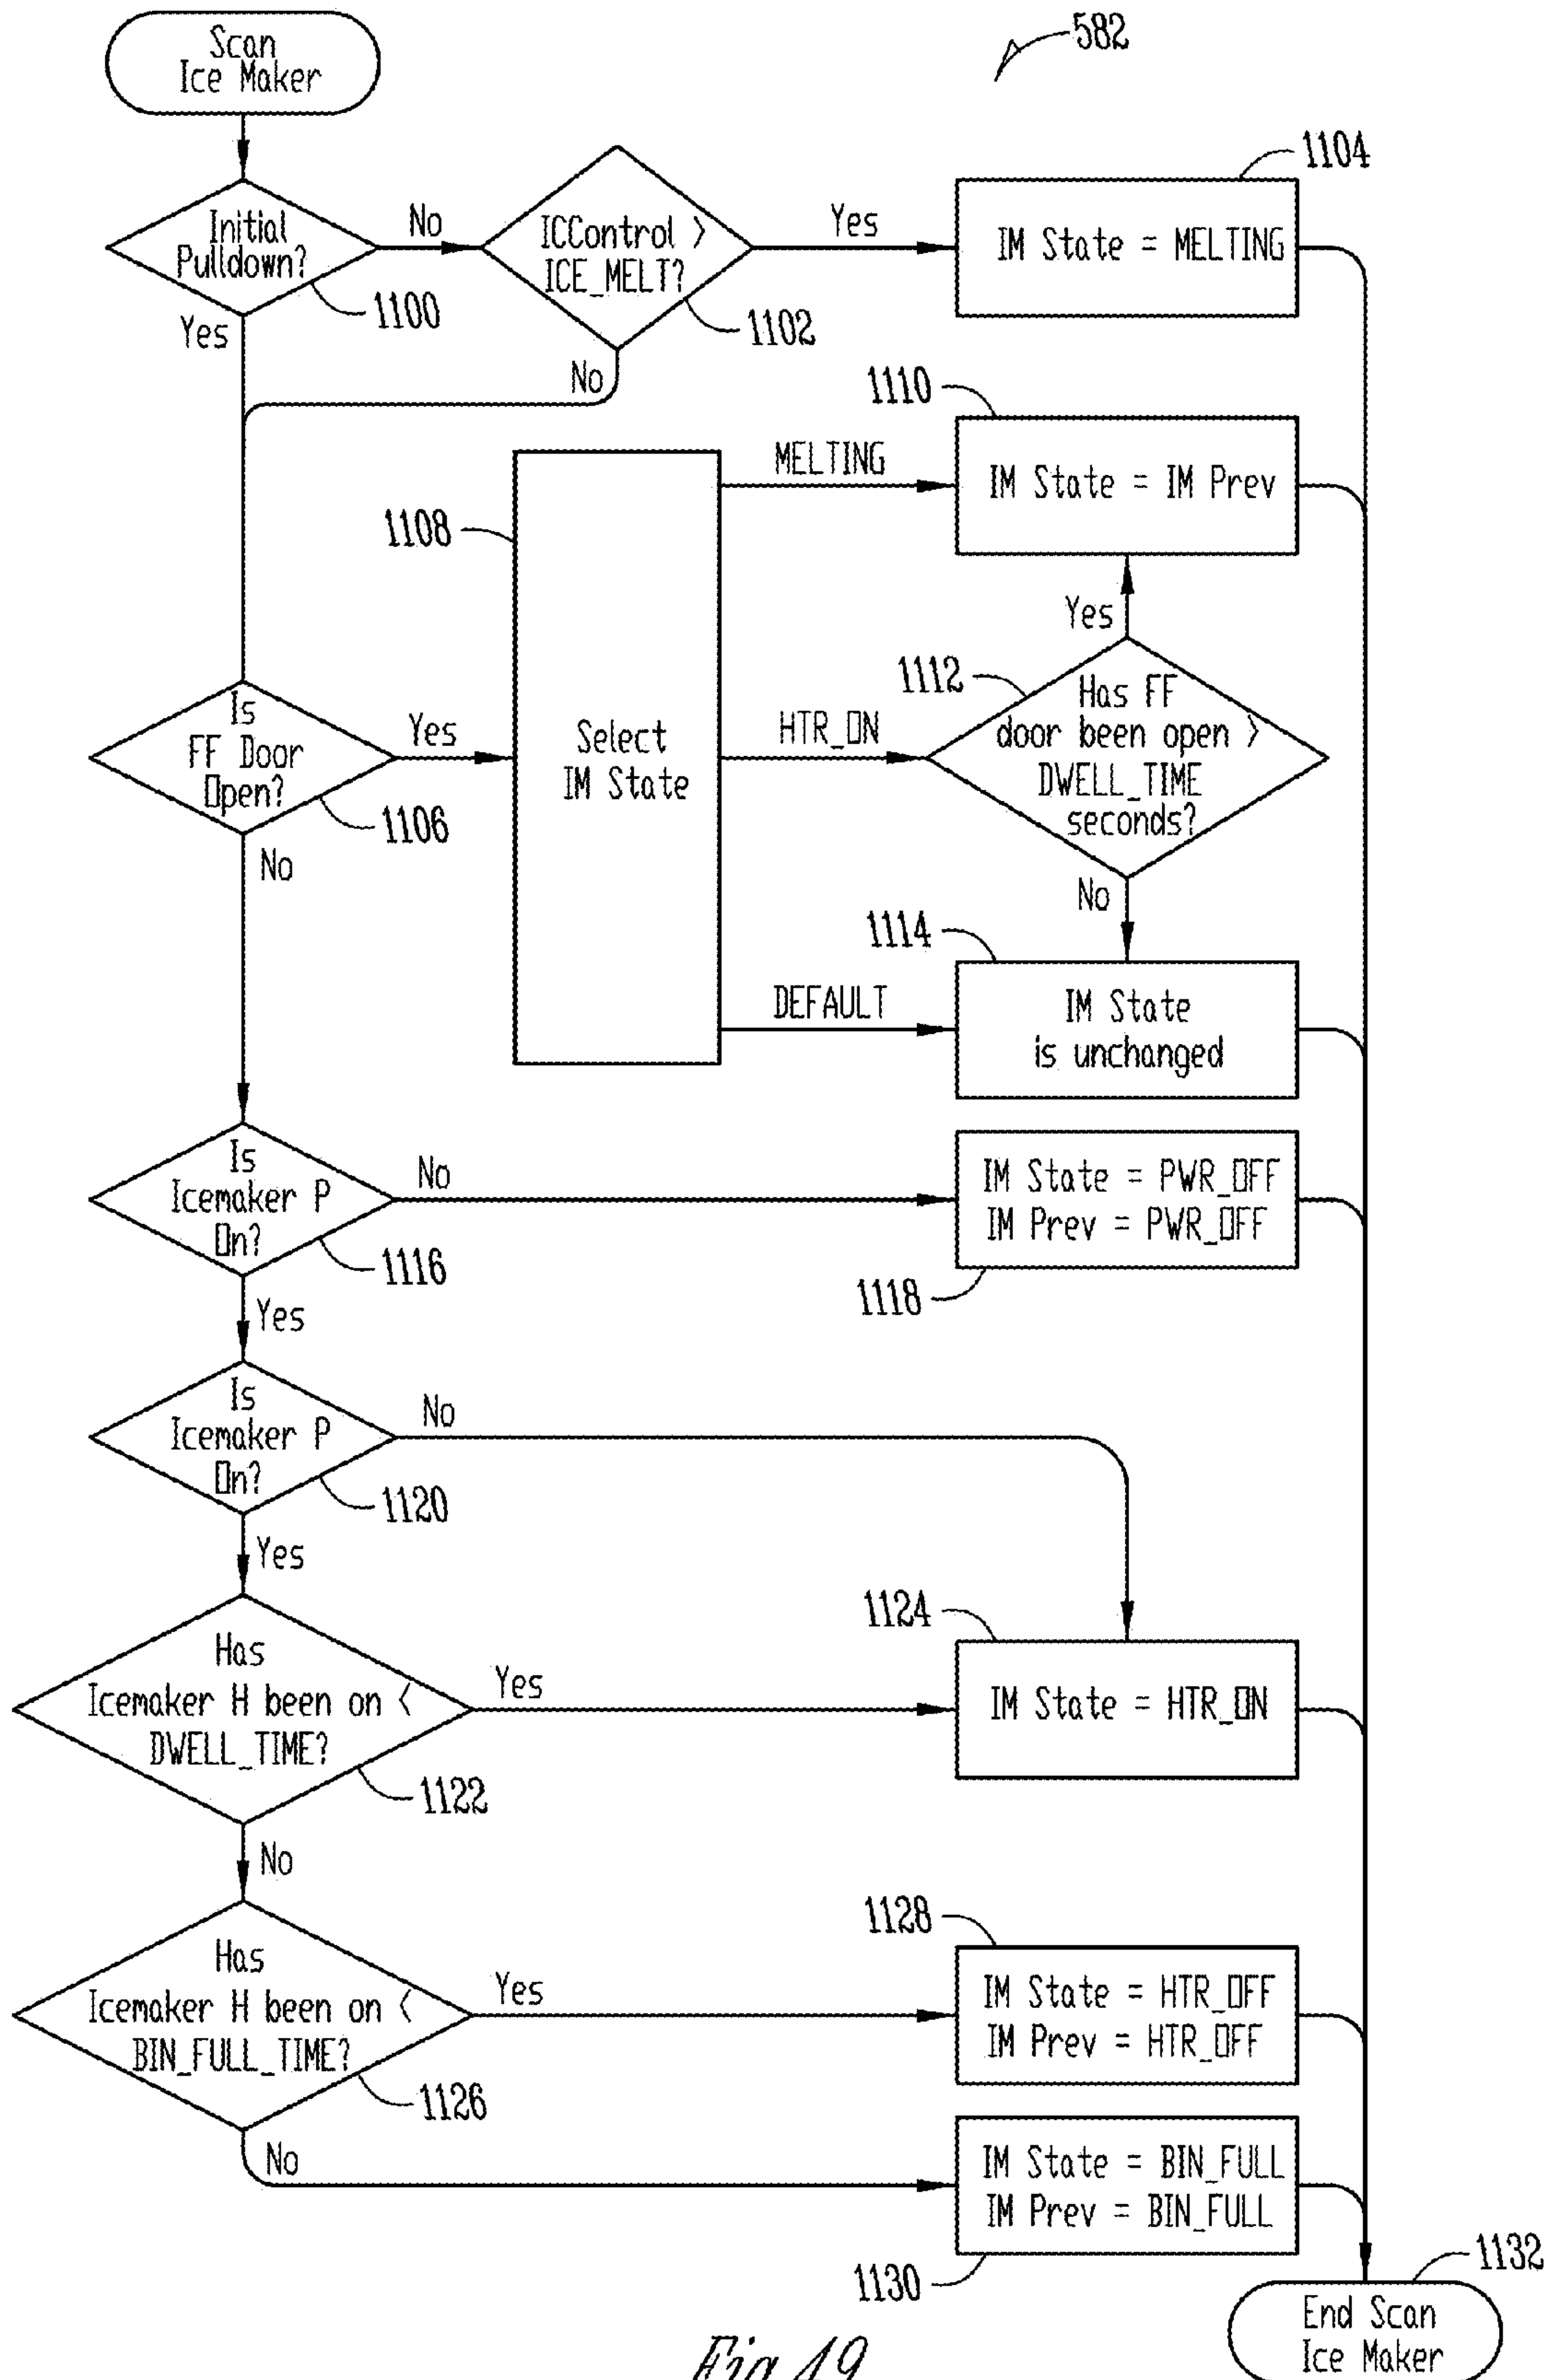 Scan
Ice Maker
582
1104
Initial
Pulldown?
No
1100
Yes
ICControl >
ICE_MELT?
Yes
1102
No
IM State = MELTING
1110
MELTING
IM State = IM Prev
1108
Select
IM State
Yes
1112
HTR_ON
Has FF
door been open >
DWELL_TIME
seconds?
No
Is
FF Door
Open?
Yes
1106
No
1114
DEFAULT
IM State
is unchanged
Is
Icemaker P
On?
No
1116
Yes
IM State = PWR_OFF
IM Prev = PWR_OFF
1118
Is
Icemaker P
On?
No
1120
Yes
1124
Has
Icemaker H been on <
DWELL_TIME?
Yes
1122
No
IM State = HTR_ON
1128
Has
Icemaker H been on <
BIN_FULL_TIME?
Yes
1126
No
IM State = HTR_OFF
IM Prev = HTR_OFF
IM State = BIN_FULL
IM Prev = BIN_FULL
1130
1132
End Scan
Ice Maker
Fig. 19